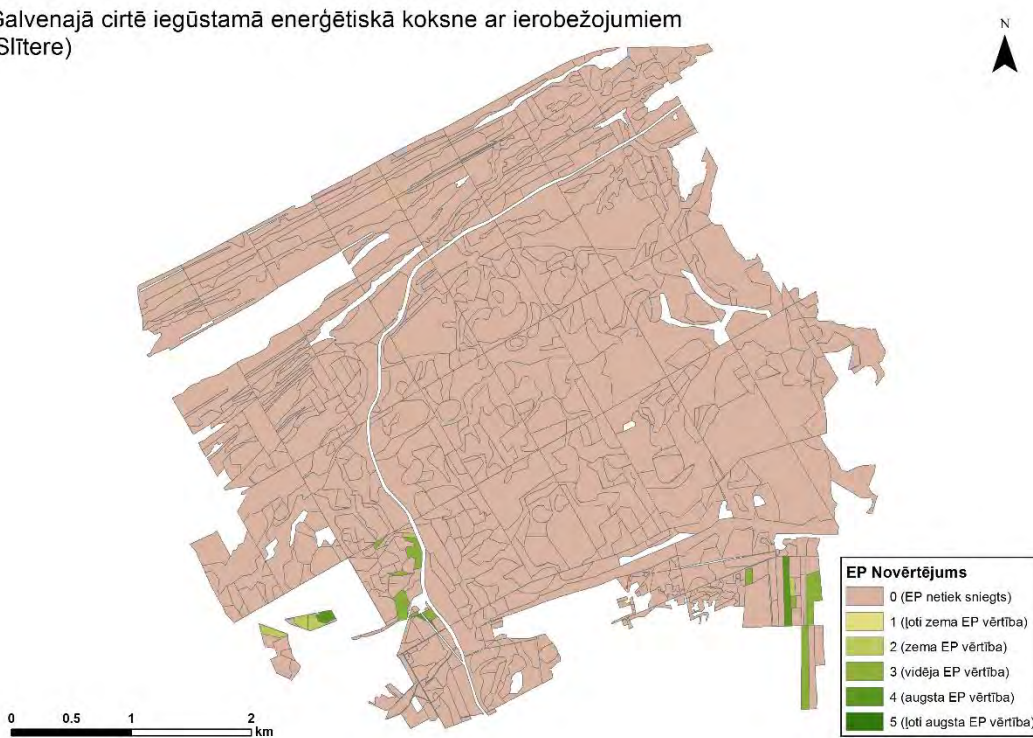 Galvenajā cirtē iegūstamā enerģētiskā koksne ar ierobežojumiem
(Slītere)
N
EP Novērtējums
0 (EP netiek sniegts)
1 (ļoti zema EP vērtība)
2 (zema EP vērtība)
3 (vidēja EP vērtība)
4 (augsta EP vērtība)
5 (ļoti augsta EP vērtība)
0 0.5 1 2
km